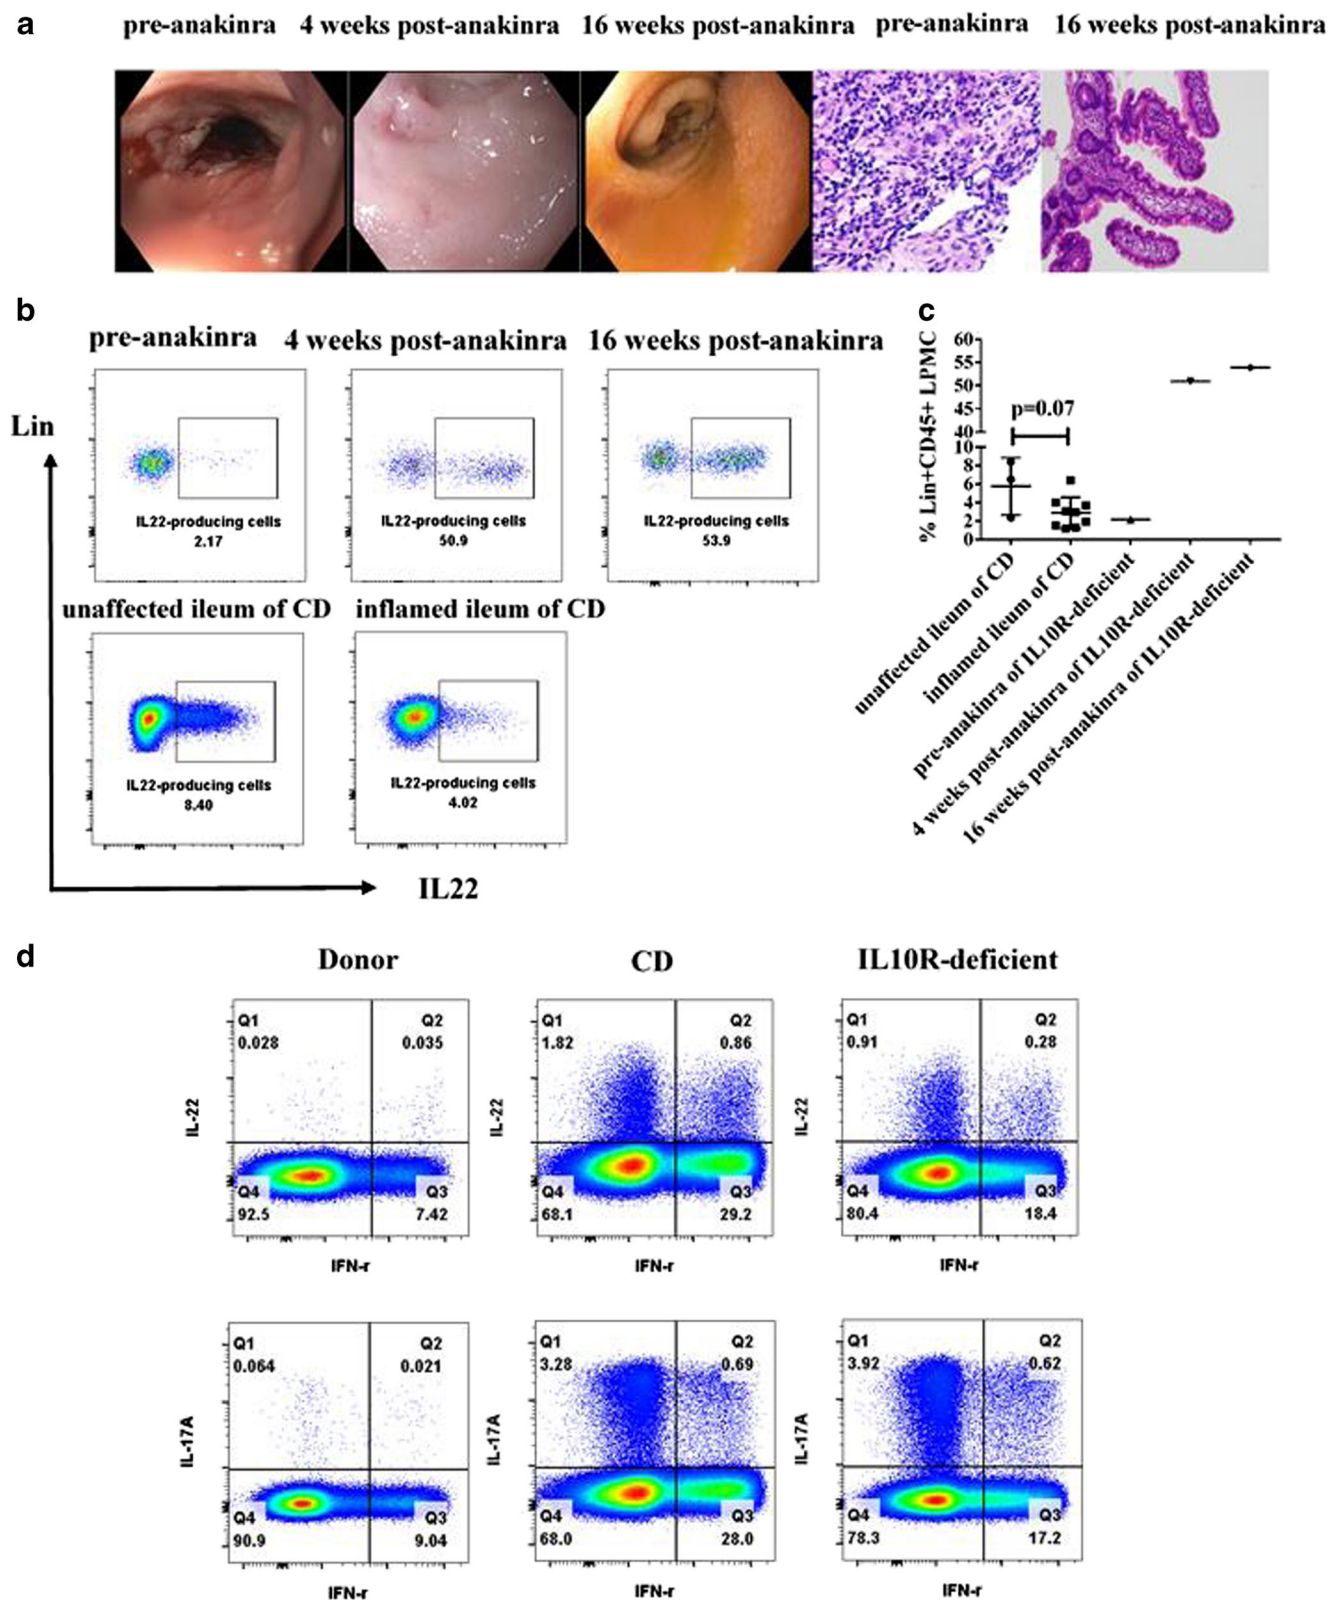 a
pre-anakinra 4 weeks post-anakinra 16 weeks post-anakinra pre-anakinra 16 weeks post-anakinra
b
pre-anakinra 4 weeks post-anakinra 16 weeks post-anakinra
Lin
IL22-producing cells
2.17
IL22-producing cells
50.9
IL22-producing cells
53.9
unaffected ileum of CD inflamed ileum of CD
IL22-producing cells
8.40
IL22-producing cells
4.02
IL22
c
% Lin+CD45+ LPMC
60
55
50
45
40
10
8
6
4
2
0
p=0.07
unaffected ileum of CD
inflamed ileum of CD
pre-anakinra of IL10R-deficient
4 weeks post-anakinra of IL10R-deficient
16 weeks post-anakinra of IL10R-deficient
d
Donor CD IL10R-deficient
IL-22
Q1
0.028
Q2
0.035
Q4
92.5
Q3
7.42
IFN-r
IL-22
Q1
1.82
Q2
0.86
Q4
68.1
Q3
29.2
IFN-r
IL-22
Q1
0.91
Q2
0.28
Q4
80.4
Q3
18.4
IFN-r
IL-17A
Q1
0.064
Q2
0.021
Q4
90.9
Q3
9.04
IFN-r
IL-17A
Q1
3.28
Q2
0.69
Q4
68.0
Q3
28.0
IFN-r
IL-17A
Q1
3.92
Q2
0.62
Q4
78.3
Q3
17.2
IFN-r